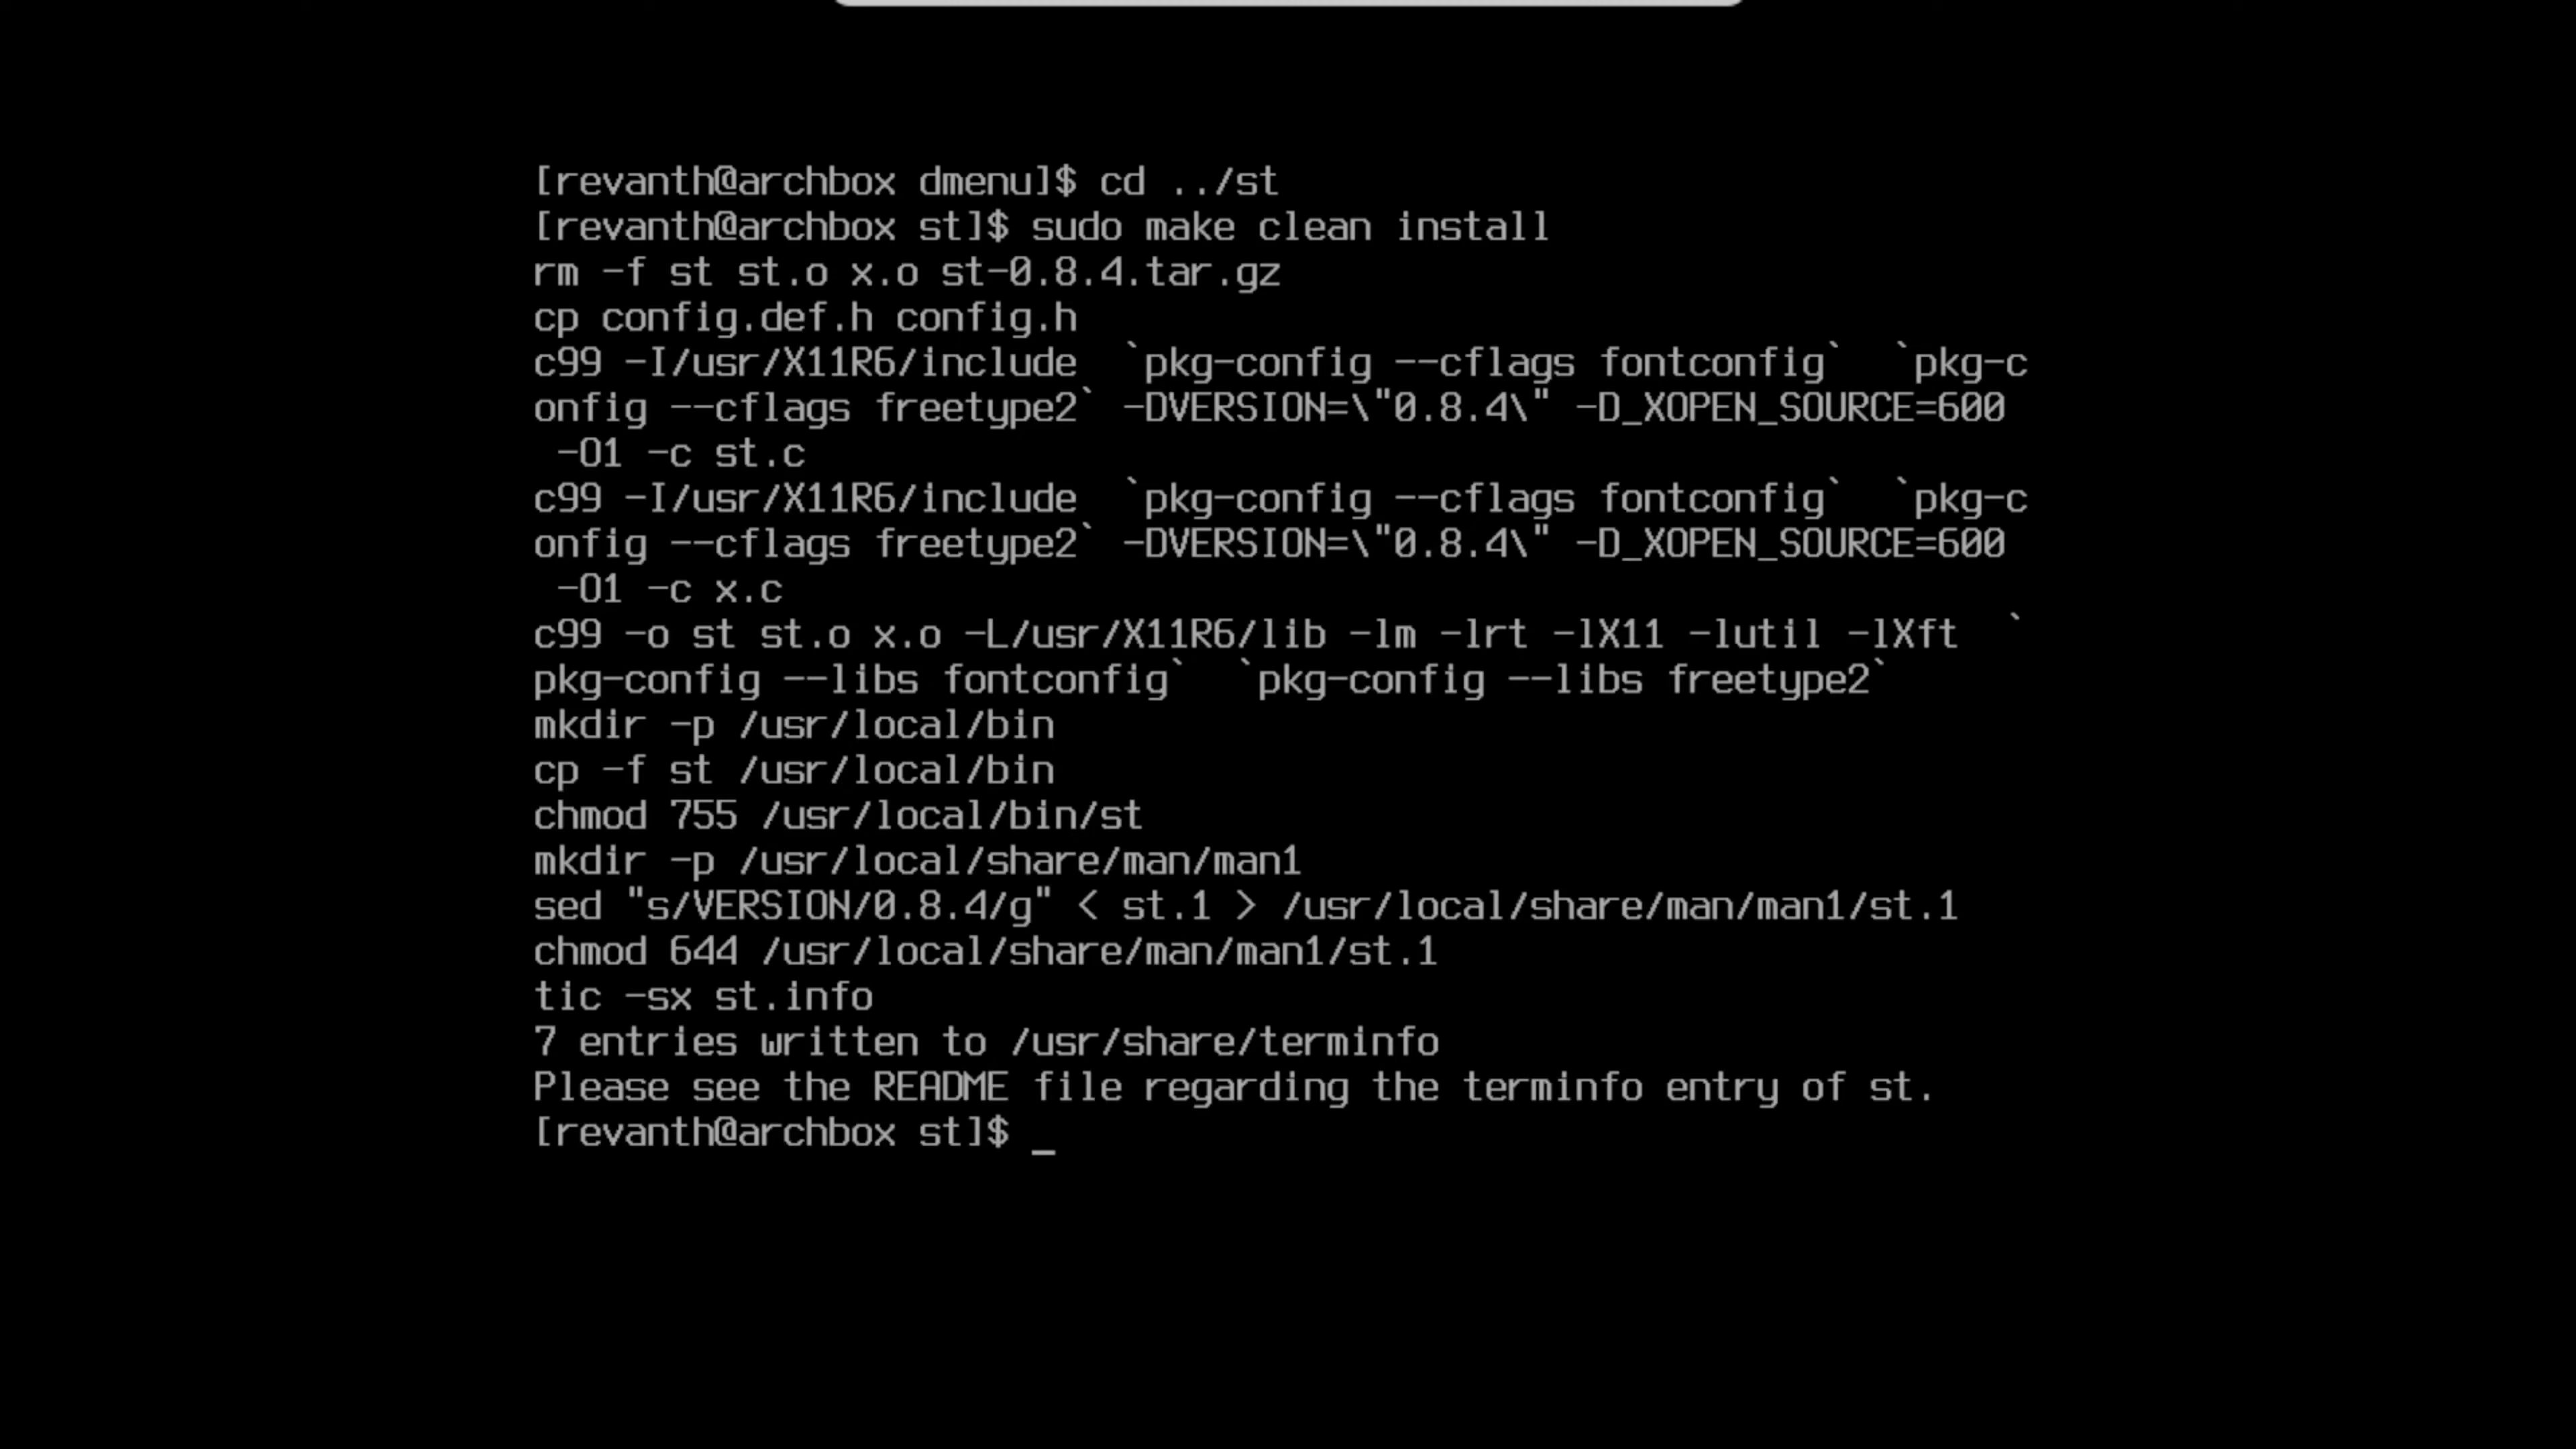 [revanth@archbox dmenu]$ cd ../st
[revanth@archbox st]$ sudo make clean install
rm -f st st.o x.o st-0.8.4.tar.gz
cp config.def.h config.h
c99 -I/usr/X11R6/include  `pkg-config --cflags fontconfig`  `pkg-c
onfig --cflags freetype2` -DVERSION=\"0.8.4\" -D_XOPEN_SOURCE=600
 -O1 -c st.c
c99 -I/usr/X11R6/include  `pkg-config --cflags fontconfig`  `pkg-c
onfig --cflags freetype2` -DVERSION=\"0.8.4\" -D_XOPEN_SOURCE=600
 -O1 -c x.c
c99 -o st st.o x.o -L/usr/X11R6/lib -lm -lrt -lX11 -lutil -lXft  `
pkg-config --libs fontconfig`  `pkg-config --libs freetype2`
mkdir -p /usr/local/bin
cp -f st /usr/local/bin
chmod 755 /usr/local/bin/st
mkdir -p /usr/local/share/man/man1
sed "s/VERSION/0.8.4/g" < st.1 > /usr/local/share/man/man1/st.1
chmod 644 /usr/local/share/man/man1/st.1
tic -sx st.info
7 entries written to /usr/share/terminfo
Please see the README file regarding the terminfo entry of st.
[revanth@archbox st]$ _